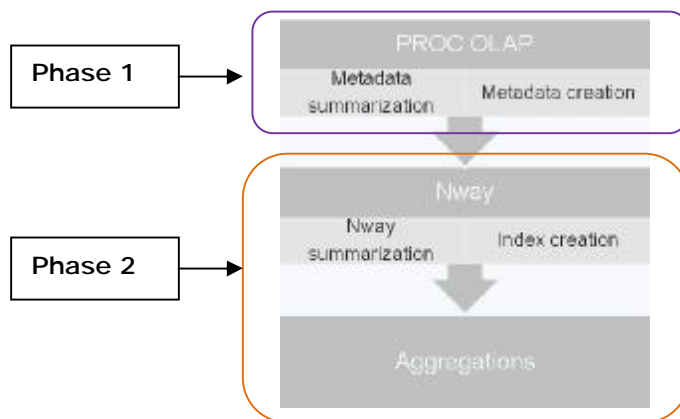 Phase 1
PROC OLAP
Metadata
summarization
Metadata creation
Phase 2
Nway
Nway
summarization
Index creation
Aggregations